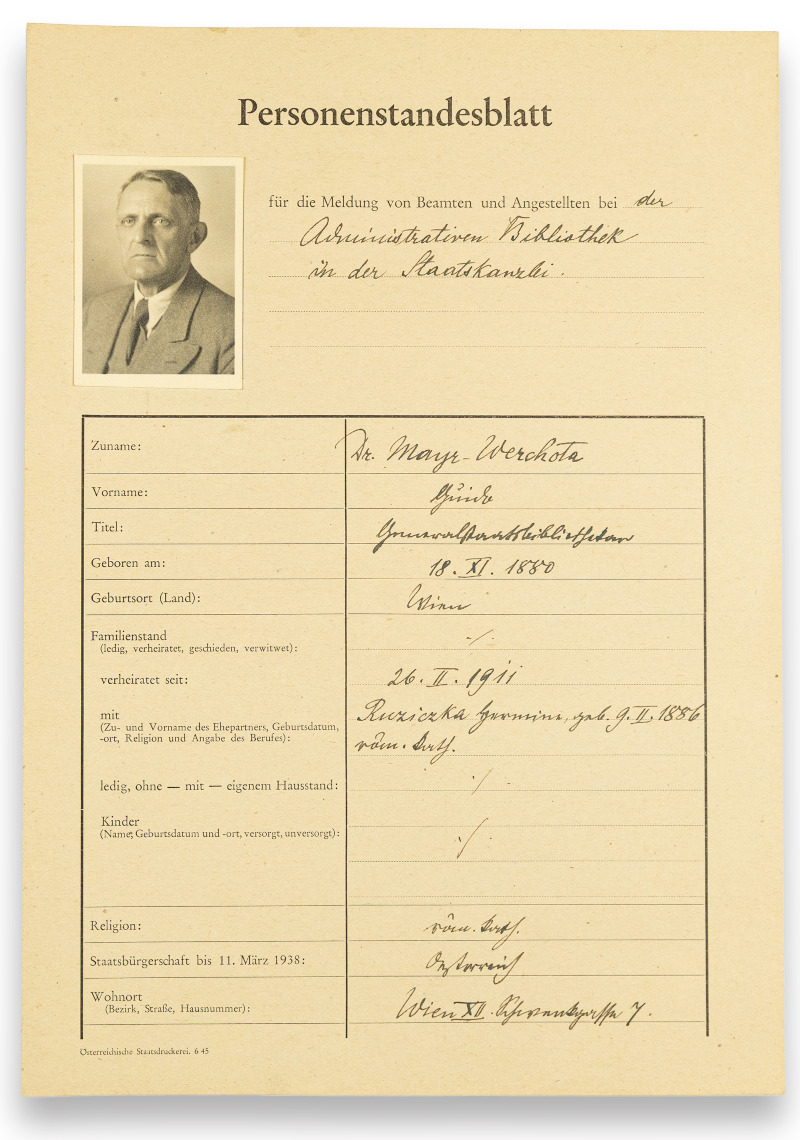 Personenstandesblatt
für die Meldung von Beamten und Angestellten bei der
Administrativen Bibliothek
in der Staatskanzlei.
Zuname: Dr. Mayr-Werchota
Vorname: Guido
Titel: Generalstaatsbibliothekar
Geboren am: 18. XI. 1880
Geburtsort (Land): Wien
Familienstand ·/·
(ledig, verheiratet, geschieden, verwitwet):
verheiratet seit: 26. II. 1911
mit Ruziczka Hermine, geb. 9. II. 1886
(Zu- und Vorname des Ehepartners, Geburtsdatum,
-ort, Religion und Angabe des Berufes): röm. kath.
ledig, ohne — mit — eigenem Hausstand: ·/
Kinder
(Name, Geburtsdatum und -ort, versorgt, unversorgt): ·/
Religion: röm. kath.
Staatsbürgerschaft bis 11. März 1938: Oesterreich
Wohnort
(Bezirk, Straße, Hausnummer): Wien XII. Schwenkgasse 7.
Österreichische Staatsdruckerei. 6 45